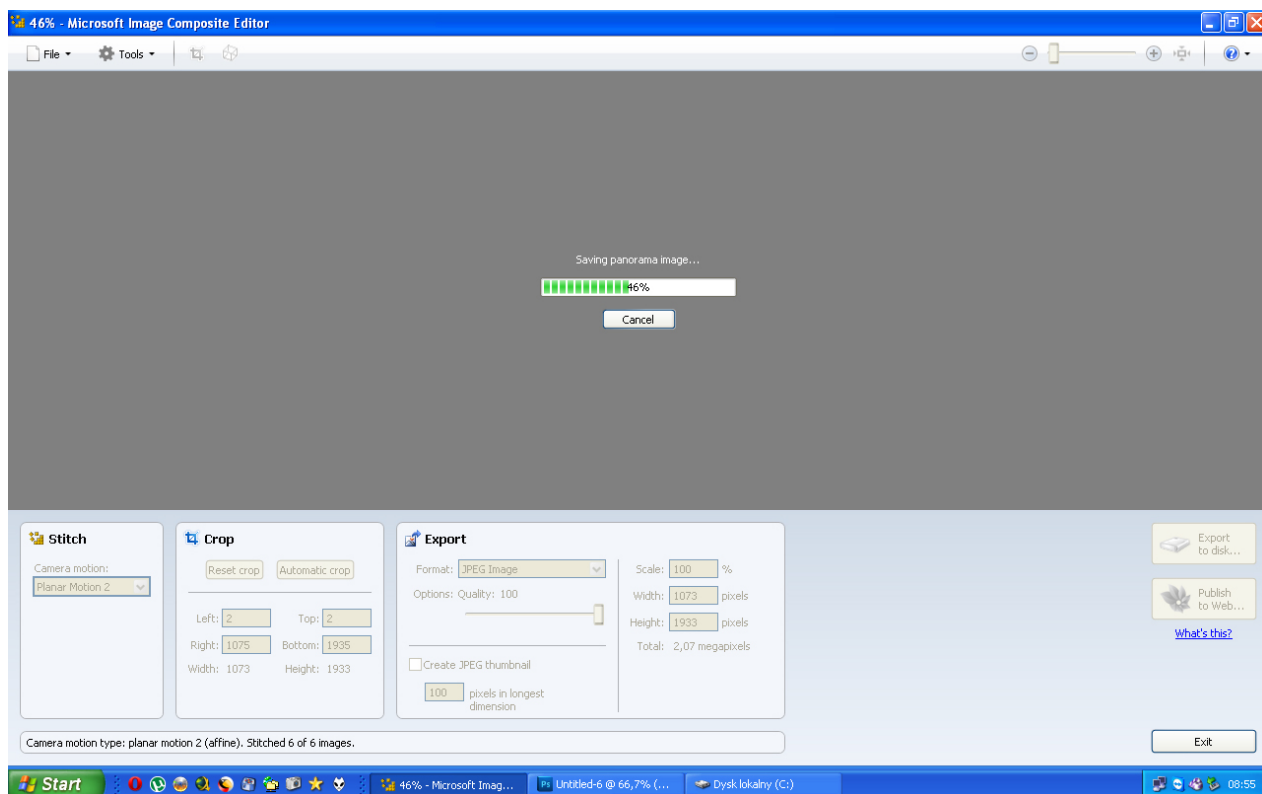 46% - Microsoft Image Composite Editor
File Tools
Saving panorama image...
46%
Cancel
Stitch
Camera motion:
Planar Motion 2
Crop
Reset crop Automatic crop
Left: 2 Top: 2
Right: 1075 Bottom: 1935
Width: 1073 Height: 1933
Export
Format: JPEG Image
Options: Quality: 100
Create JPEG thumbnail
100 pixels in longest
dimension
Scale: 100 %
Width: 1073 pixels
Height: 1933 pixels
Total: 2,07 megapixels
Export
to disk...
Publish
to Web...
What's this?
Camera motion type: planar motion 2 (affine). Stitched 6 of 6 images.
Exit
Start 46% - Microsoft Imag... Ps Untitled-6 @ 66,7% (... Dysk lokalny (C:) 08:55